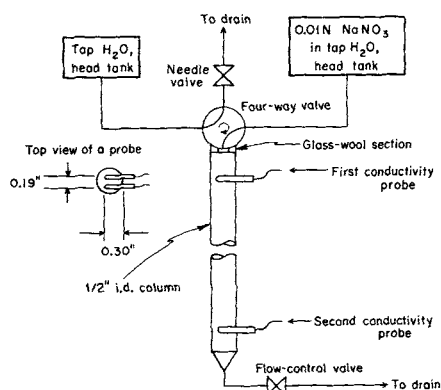 To drain
Tap H₂O,
head tank
0.01N NaNO₃
in tap H₂O,
head tank
Needle
valve
Four-way valve
Glass-wool section
Top view of a probe
First conductivity
probe
0.19"
0.30"
1/2" i.d. column
Second conductivity
probe
Flow-control valve
To drain